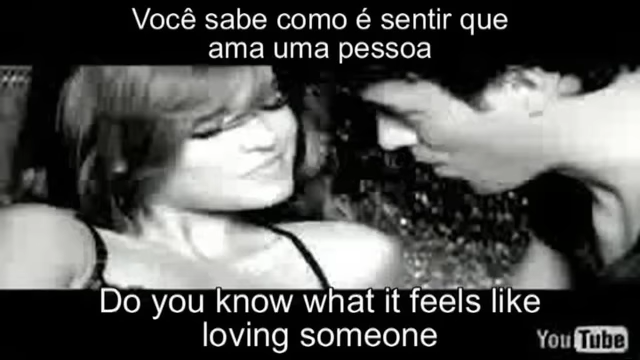 Você sabe como é sentir que
ama uma pessoa
Do you know what it feels like
loving someone
YouTube